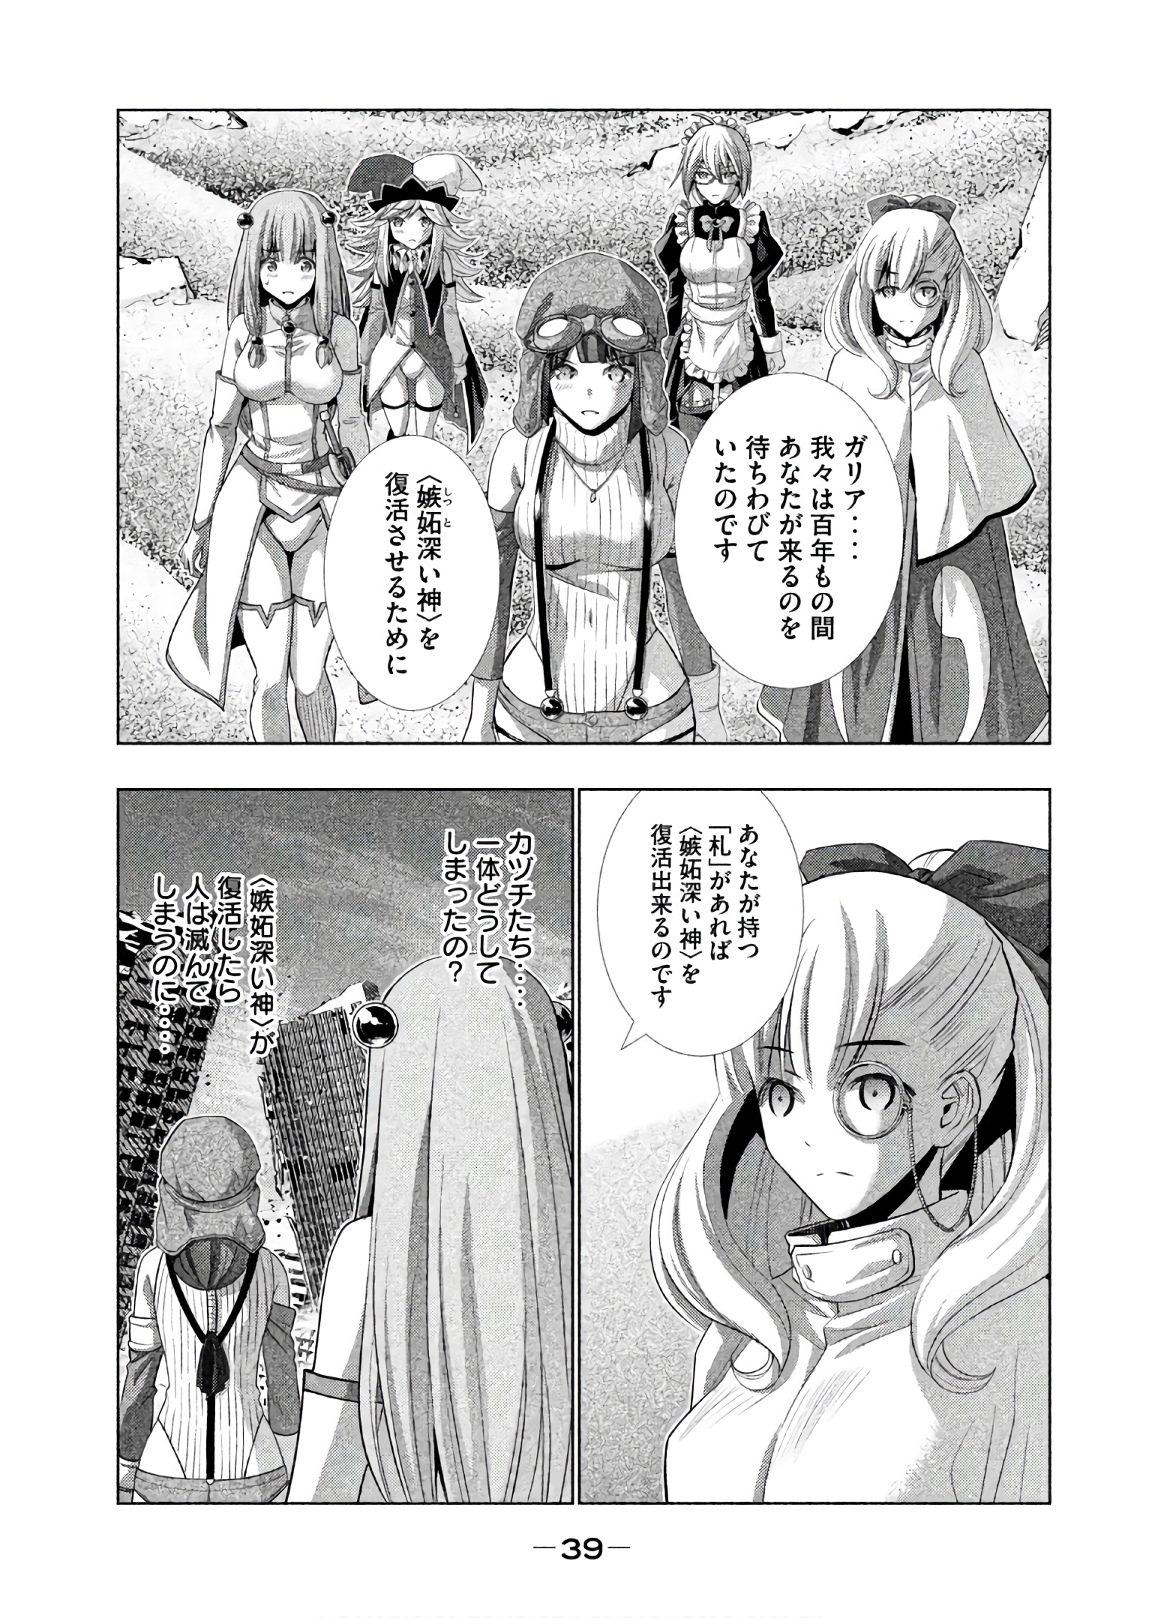 ガリア‥‥
我々は百年もの間
あなたが来るのを
待ちわびて
いたのです
〈嫉妬深い神〉を
しっと
復活させるために
あなたが持つ
「札」があれば
〈嫉妬深い神〉を
復活出来るのです
カヅチたち‥‥
一体どうして
しまったの？
〈嫉妬深い神〉が
復活したら
人は滅んで
しまうのに‥‥
—39—